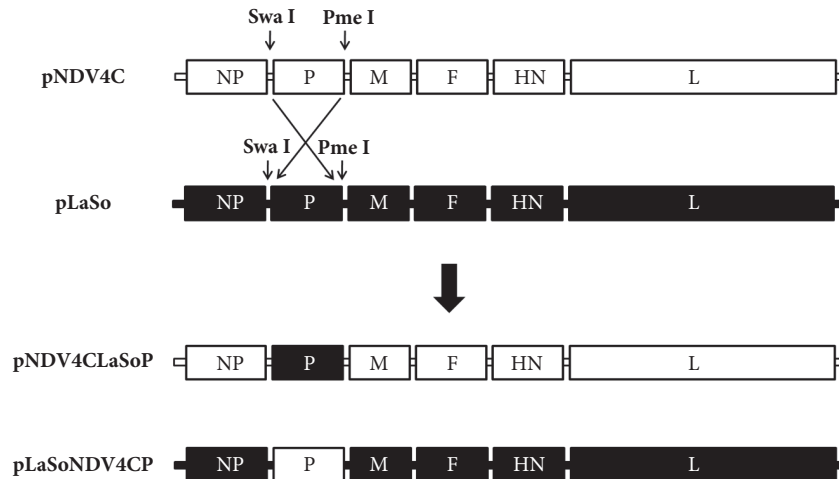 Swa I Pme I
pNDV4C NP P M F HN L
Swa I Pme I
pLaSo NP P M F HN L
pNDV4CLaSoP NP P M F HN L
pLaSoNDV4CP NP P M F HN L